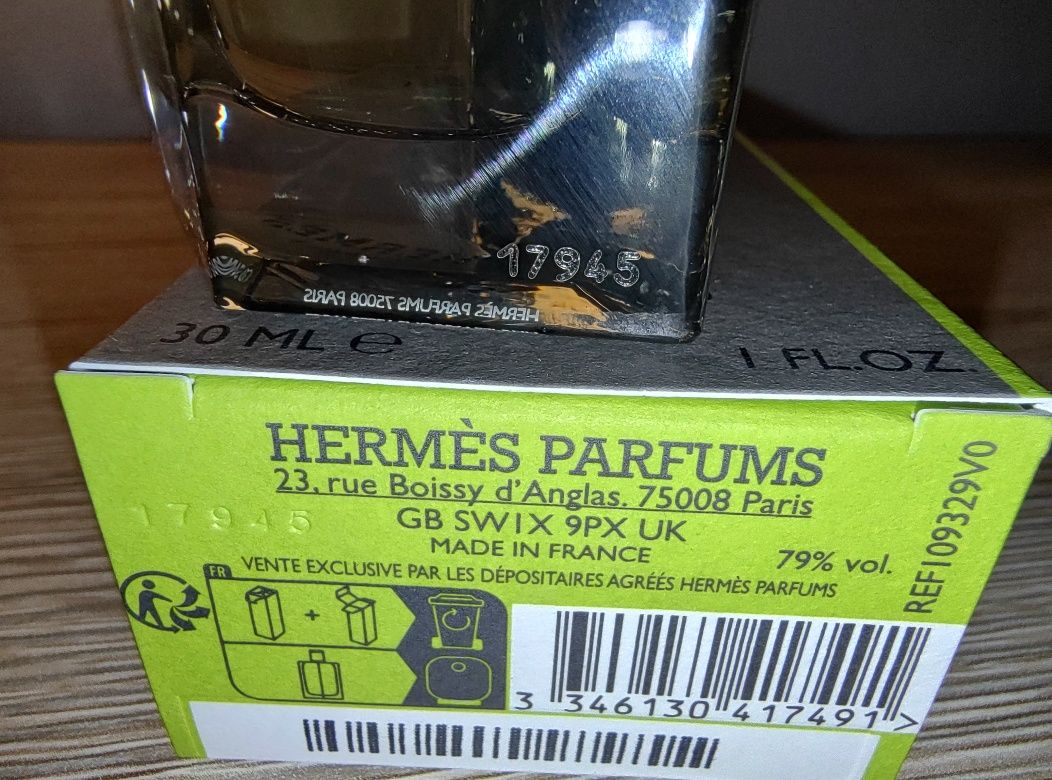 17945
HERMÈS PARFUMS 75008 PARIS
30 ML e
1 FL.OZ.
HERMÈS PARFUMS
23, rue Boissy d'Anglas. 75008 Paris
17945
GB SW1X 9PX UK
MADE IN FRANCE
79% vol.
VENTE EXCLUSIVE PAR LES DÉPOSITAIRES AGRÉÉS HERMÈS PARFUMS
FR
+
REF109329V0
3 346130 417491 >